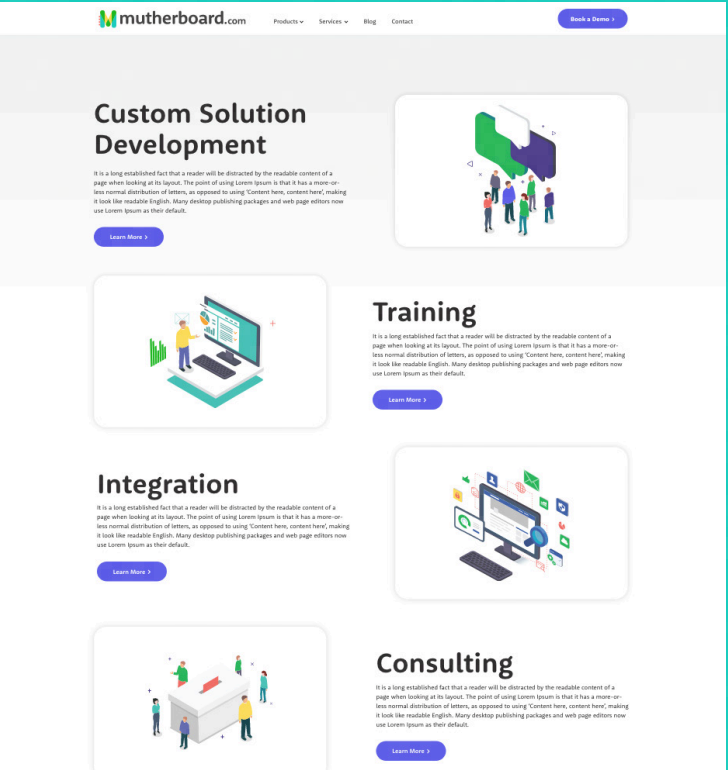 mutherboard.com
Products Services Blog Contact
Book a Demo >
Custom Solution
Development
It is a long established fact that a reader will be distracted by the readable content of a
page when looking at its layout. The point of using Lorem Ipsum is that it has a more-or-
less normal distribution of letters, as opposed to using 'Content here, content here', making
it look like readable English. Many desktop publishing packages and web page editors now
use Lorem Ipsum as their default.
Learn More >
Training
It is a long established fact that a reader will be distracted by the readable content of a
page when looking at its layout. The point of using Lorem Ipsum is that it has a more-or-
less normal distribution of letters, as opposed to using 'Content here, content here', making
it look like readable English. Many desktop publishing packages and web page editors now
use Lorem Ipsum as their default.
Learn More >
Integration
It is a long established fact that a reader will be distracted by the readable content of a
page when looking at its layout. The point of using Lorem Ipsum is that it has a more-or-
less normal distribution of letters, as opposed to using 'Content here, content here', making
it look like readable English. Many desktop publishing packages and web page editors now
use Lorem Ipsum as their default.
Learn More >
Consulting
It is a long established fact that a reader will be distracted by the readable content of a
page when looking at its layout. The point of using Lorem Ipsum is that it has a more-or-
less normal distribution of letters, as opposed to using 'Content here, content here', making
it look like readable English. Many desktop publishing packages and web page editors now
use Lorem Ipsum as their default.
Learn More >